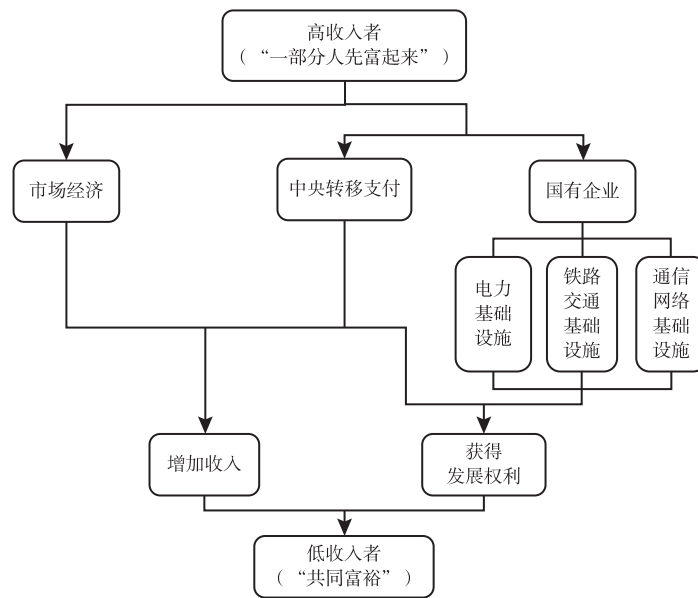 高收入者
（“一部分人先富起来”）
市场经济
中央转移支付
国有企业
电力
基础
设施
铁路
交通
基础
设施
通信
网络
基础
设施
增加收入
获得
发展权利
低收入者
（“共同富裕”）